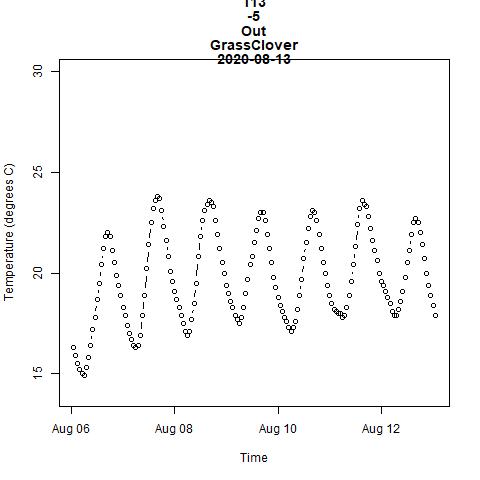 T13
-5
Out
GrassClover
2020-08-13
Temperature (degrees C)
30
25
20
15
Aug 06
Aug 08
Aug 10
Aug 12
Time